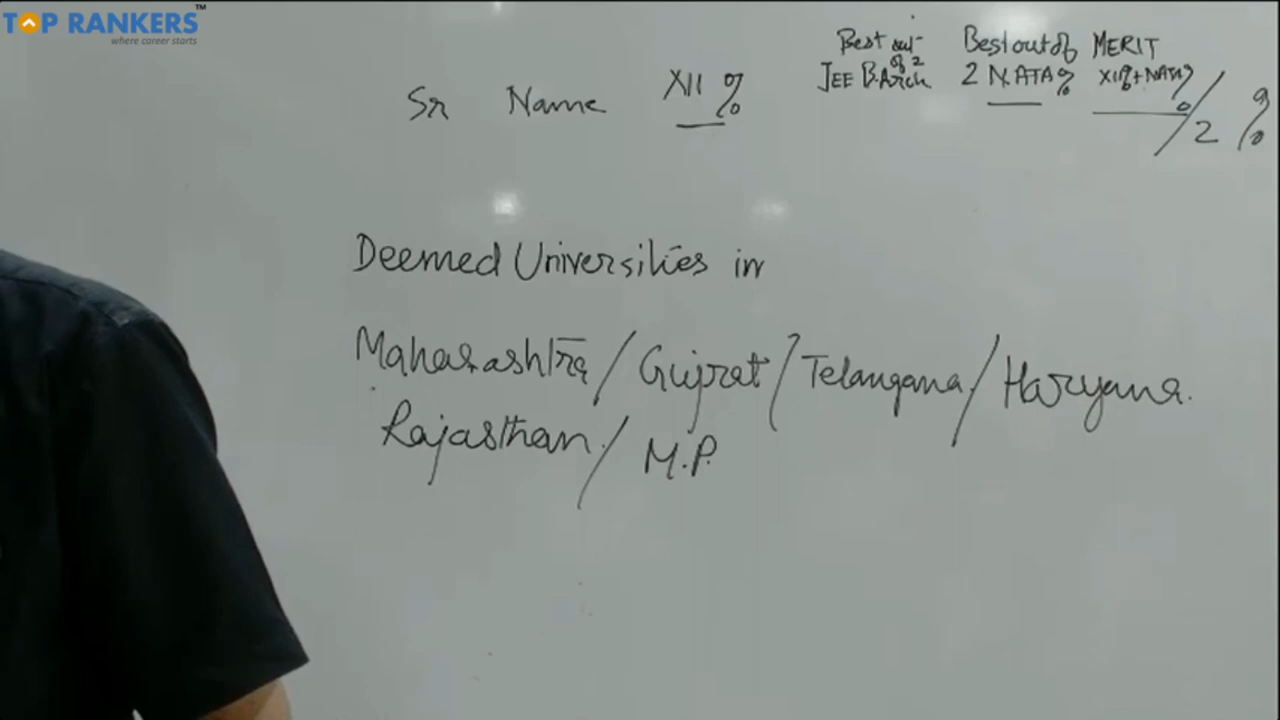 TOP RANKERS™
where career starts
Best out Best out of MERIT
of 2
Sr Name XII % JEE B.Arch 2 NATA % XII%+NATA%
/2 %
Deemed Universities in
Maharashtra / Gujrat / Telangana / Haryana.
Rajasthan / M.P.